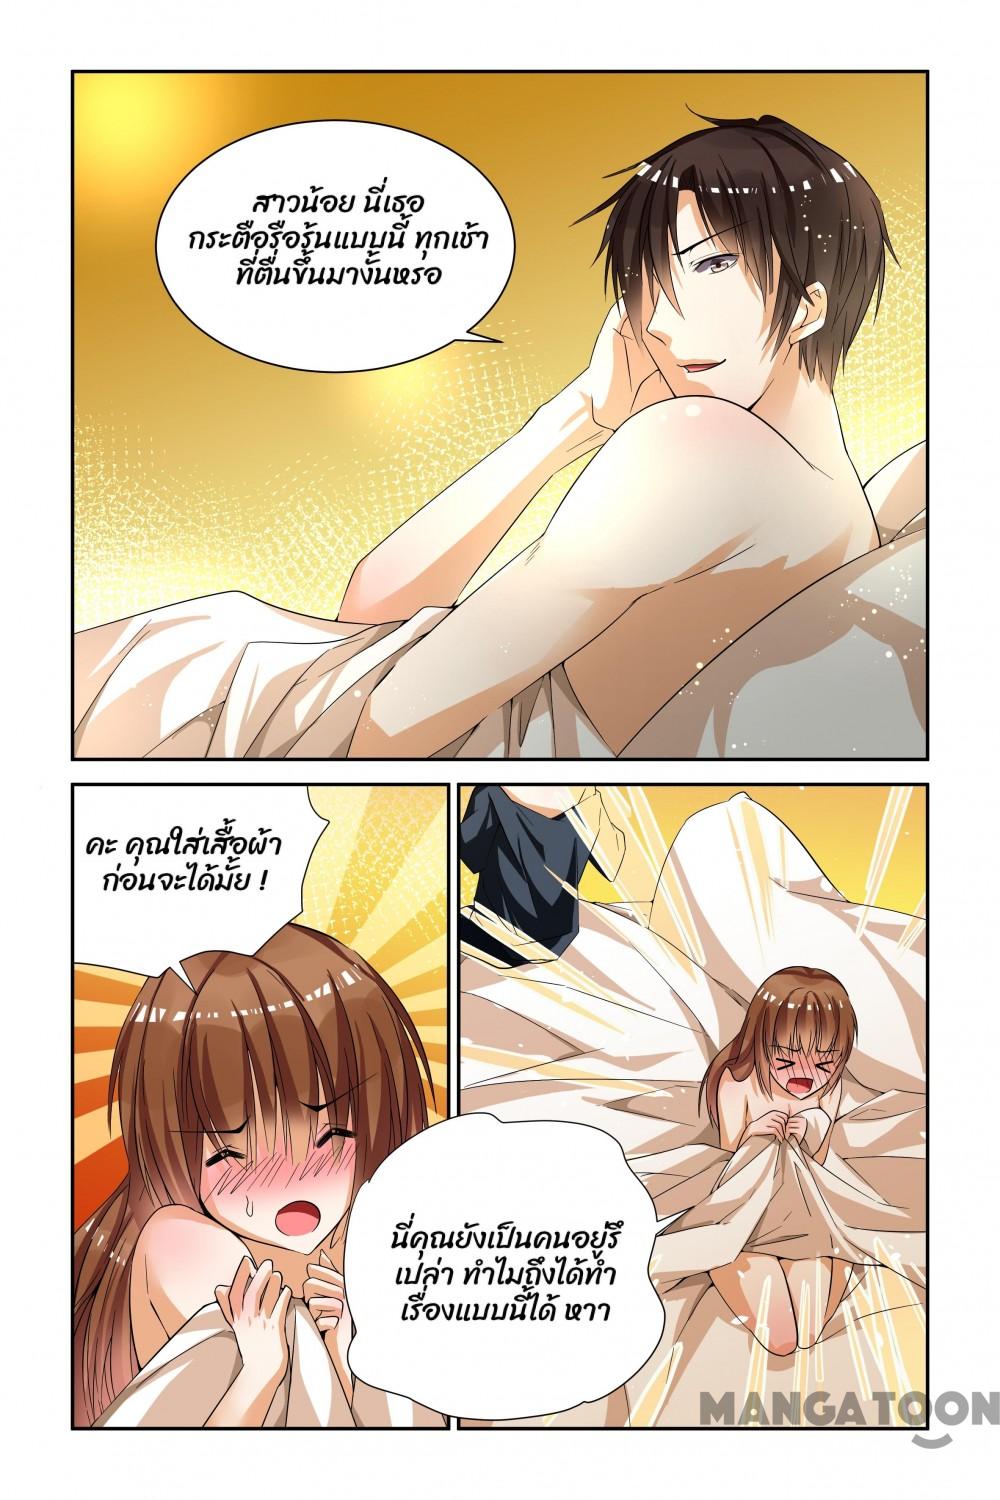 สาวน้อย นี่เธอ
กระตือรือร้นแบบนี้ ทุกเช้า
ที่ตื่นขึ้นมางั้นหรอ
คะ คุณใส่เสื้อผ้า
ก่อนจะได้มั้ย !
นี่คุณยังเป็นคนอยู่รึ
เปล่า ทำไมถึงได้ทำ
เรื่องแบบนี้ได้ หาา
MANGATOON